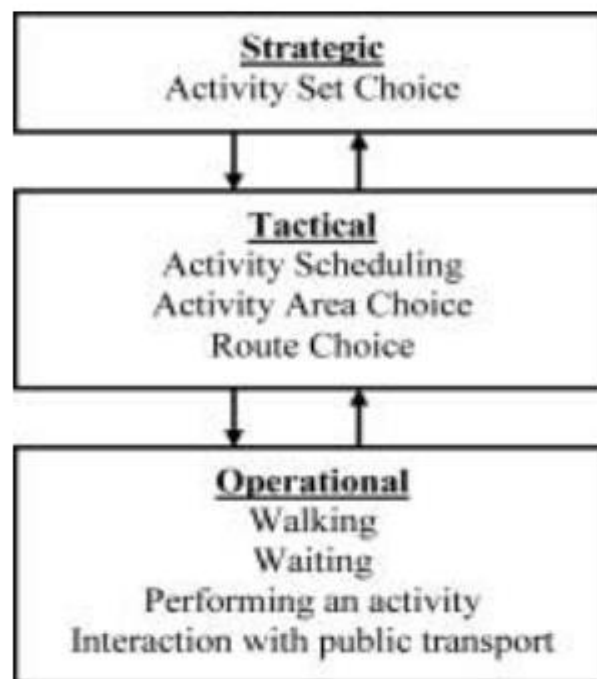 Strategic
Activity Set Choice
Tactical
Activity Scheduling
Activity Area Choice
Route Choice
Operational
Walking
Waiting
Performing an activity
Interaction with public transport